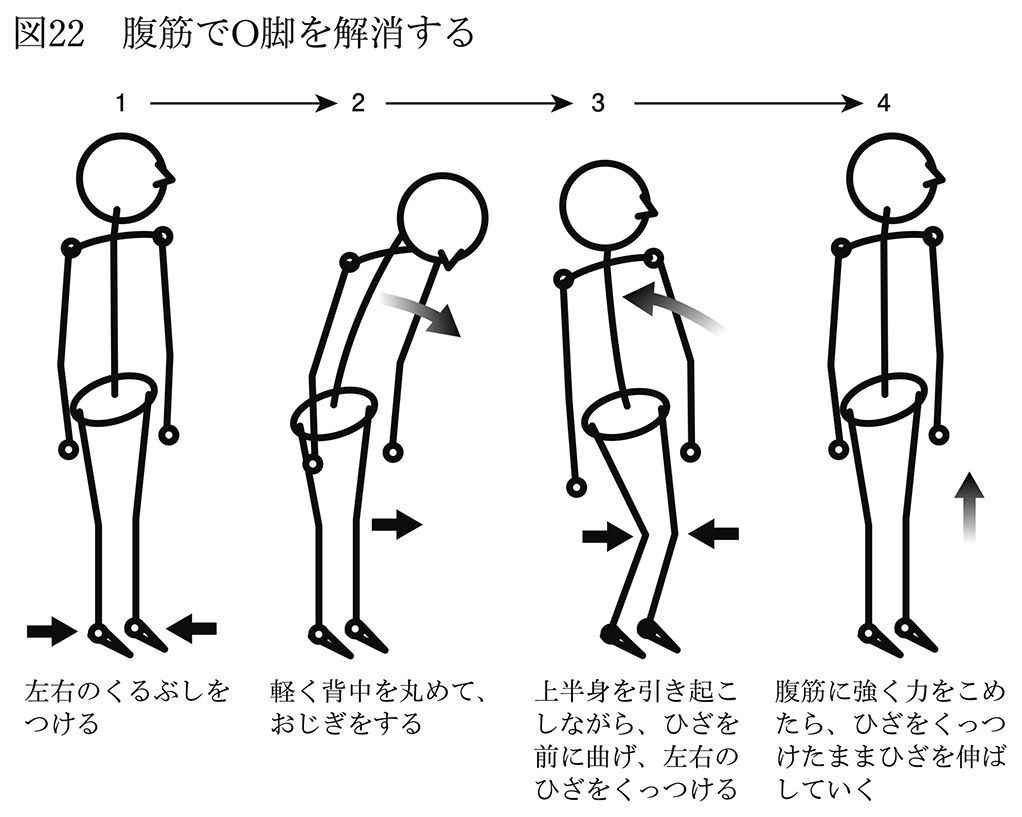 図22 腹筋でO脚を解消する
1
2
3
4
左右のくるぶしを
つける
軽く背中を丸めて、
おじぎをする
上半身を引き起こ
しながら、ひざを
前に曲げ、左右の
ひざをくっつける
腹筋に強く力をこめ
たら、ひざをくっつ
けたままひざを伸ば
していく